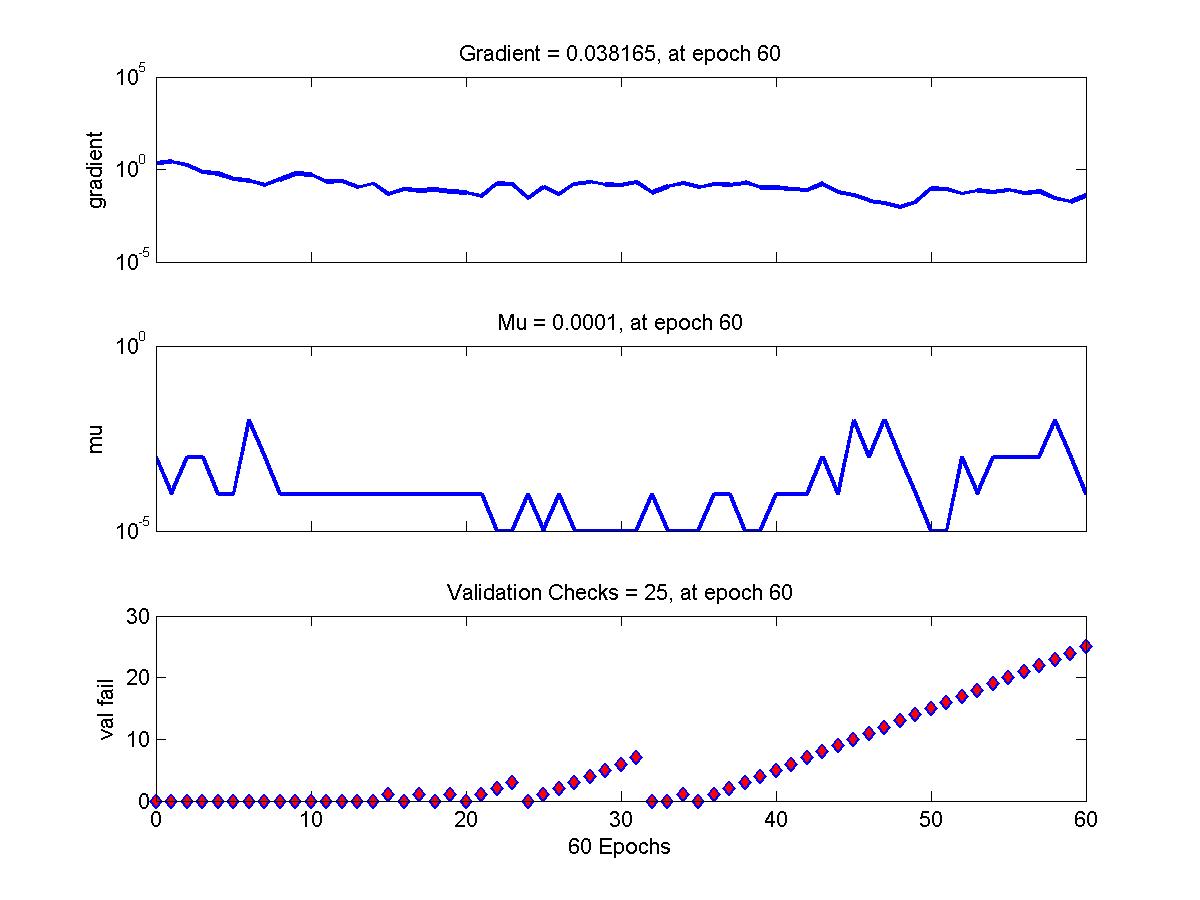 Gradient = 0.038165, at epoch 60
10^5
10^0
10^-5
gradient
Mu = 0.0001, at epoch 60
10^0
10^-5
mu
Validation Checks = 25, at epoch 60
30
20
10
0
val fail
0 10 20 30 40 50 60
60 Epochs